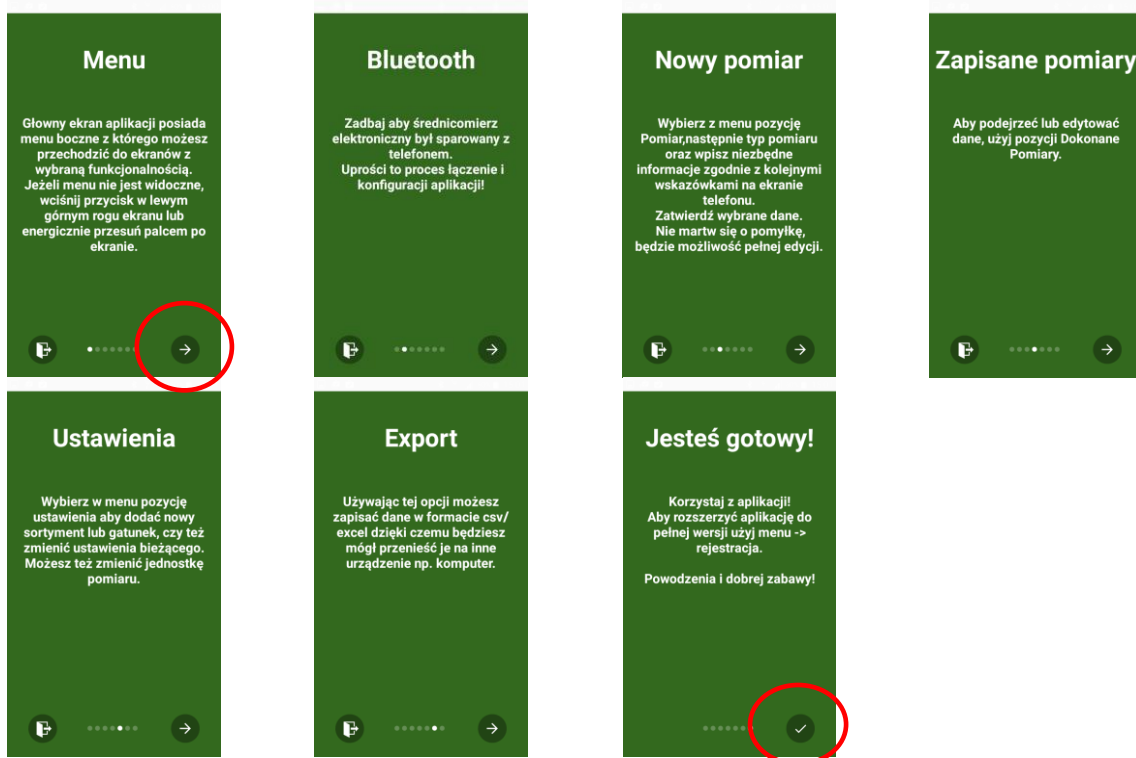 Menu
Głowny ekran aplikacji posiada
menu boczne z którego możesz
przechodzić do ekranów z
wybraną funkcjonalnością.
Jeżeli menu nie jest widoczne,
wciśnij przycisk w lewym
górnym rogu ekranu lub
energicznie przesuń palcem po
ekranie.
Bluetooth
Zadbaj aby średnicomierz
elektroniczny był sparowany z
telefonem.
Uprości to proces łączenie i
konfiguracji aplikacji!
Nowy pomiar
Wybierz z menu pozycję
Pomiar,następnie typ pomiaru
oraz wpisz niezbędne
informacje zgodnie z kolejnymi
wskazówkami na ekranie
telefonu.
Zatwierdź wybrane dane.
Nie martw się o pomyłkę,
będzie możliwość pełnej edycji.
Zapisane pomiary
Aby podejrzeć lub edytować
dane, użyj pozycji Dokonane
Pomiary.
Ustawienia
Wybierz w menu pozycję
ustawienia aby dodać nowy
sortyment lub gatunek, czy też
zmienić ustawienia bieżącego.
Możesz też zmienić jednostkę
pomiaru.
Export
Używając tej opcji możesz
zapisać dane w formacie csv/
excel dzięki czemu będziesz
mógł przenieść je na inne
urządzenie np. komputer.
Jesteś gotowy!
Korzystaj z aplikacji!
Aby rozszerzyć aplikację do
pełnej wersji użyj menu ->
rejestracja.
Powodzenia i dobrej zabawy!